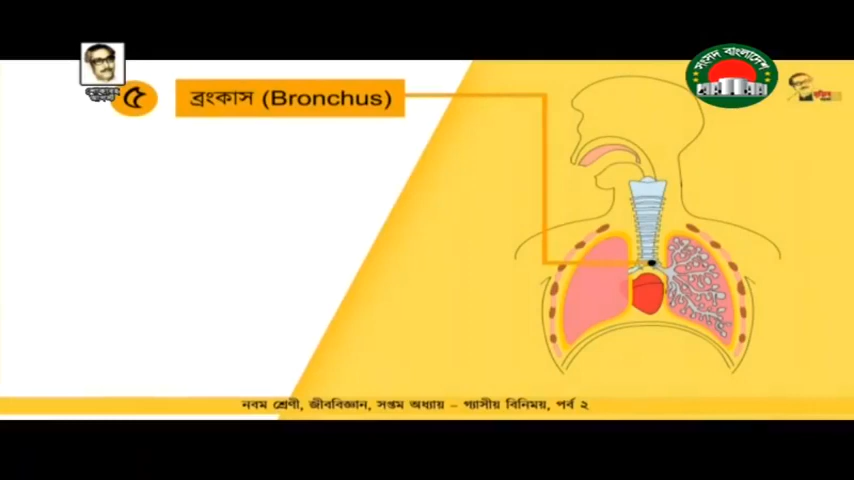 সংসদ বাংলাদেশ
৫
ব্রংকাস (Bronchus)
নবম শ্রেণী, জীববিজ্ঞান, সপ্তম অধ্যায় – গ্যাসীয় বিনিময়, পর্ব ২